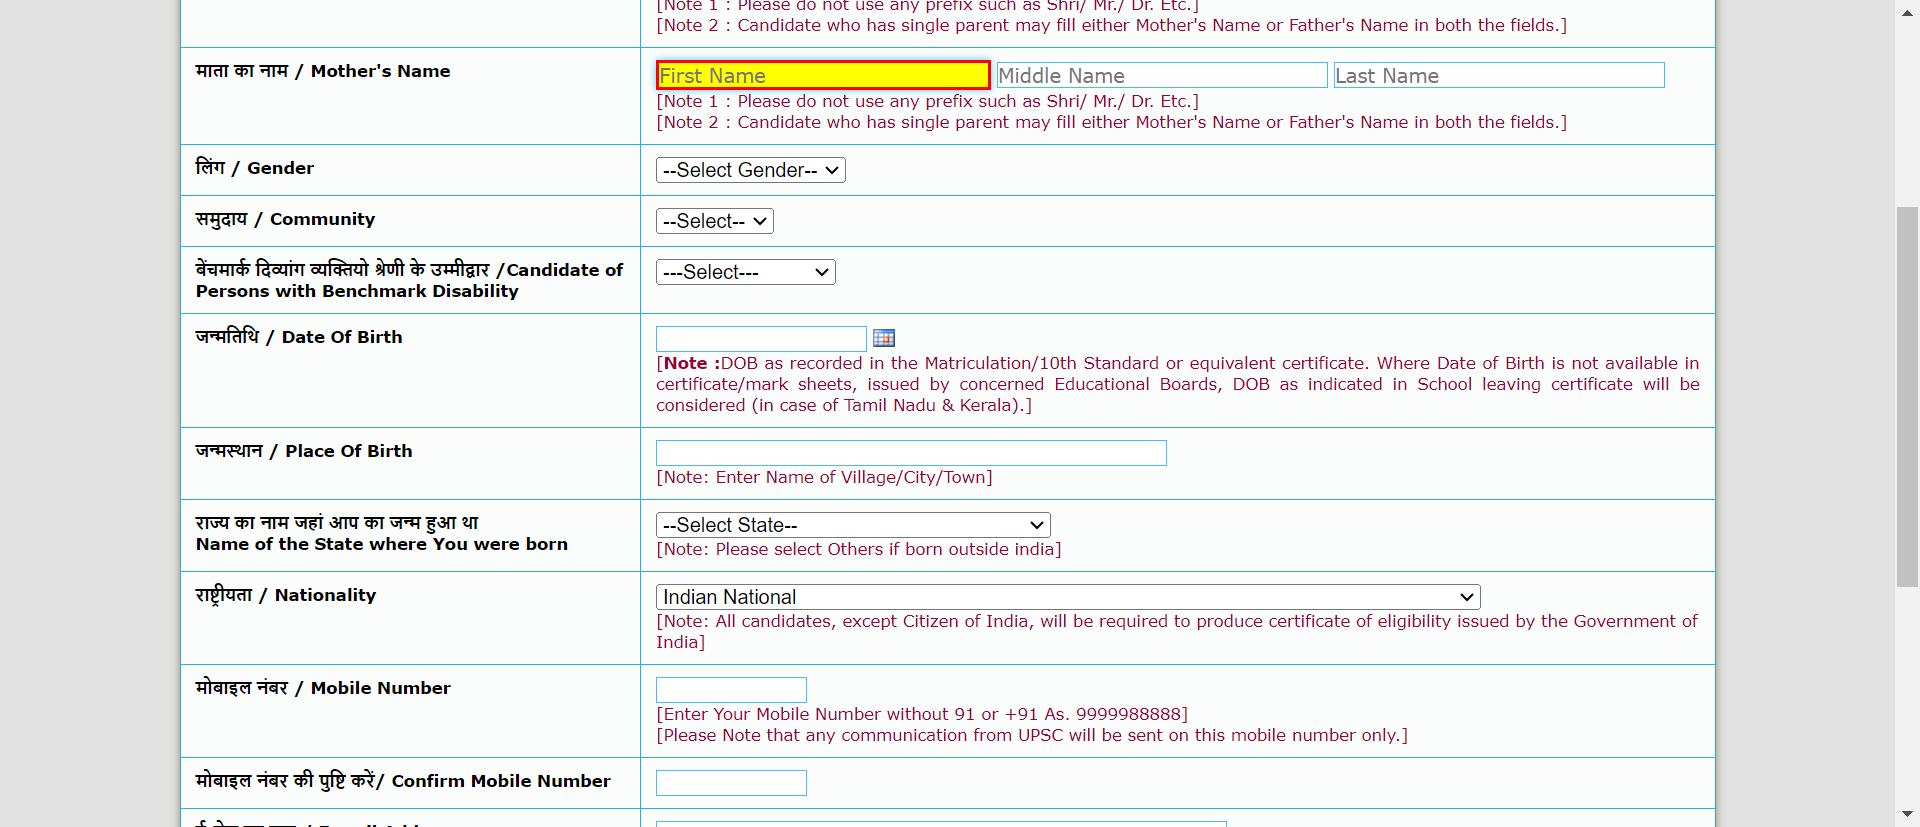 [Note 1 : Please do not use any prefix such as Shri/ Mr./ Dr. Etc.]
[Note 2 : Candidate who has single parent may fill either Mother's Name or Father's Name in both the fields.]
माता का नाम / Mother's Name
First Name Middle Name Last Name
[Note 1 : Please do not use any prefix such as Shri/ Mr./ Dr. Etc.]
[Note 2 : Candidate who has single parent may fill either Mother's Name or Father's Name in both the fields.]
लिंग / Gender
--Select Gender--
समुदाय / Community
--Select--
बेंचमार्क दिव्यांग व्यक्तियो श्रेणी के उम्मीद्वार /Candidate of
Persons with Benchmark Disability
---Select---
जन्मतिथि / Date Of Birth
[Note :DOB as recorded in the Matriculation/10th Standard or equivalent certificate. Where Date of Birth is not available in
certificate/mark sheets, issued by concerned Educational Boards, DOB as indicated in School leaving certificate will be
considered (in case of Tamil Nadu & Kerala).]
जन्मस्थान / Place Of Birth
[Note: Enter Name of Village/City/Town]
राज्य का नाम जहां आप का जन्म हुआ था
Name of the State where You were born
--Select State--
[Note: Please select Others if born outside india]
राष्ट्रीयता / Nationality
Indian National
[Note: All candidates, except Citizen of India, will be required to produce certificate of eligibility issued by the Government of
India]
मोबाइल नंबर / Mobile Number
[Enter Your Mobile Number without 91 or +91 As. 9999988888]
[Please Note that any communication from UPSC will be sent on this mobile number only.]
मोबाइल नंबर की पुष्टि करें/ Confirm Mobile Number